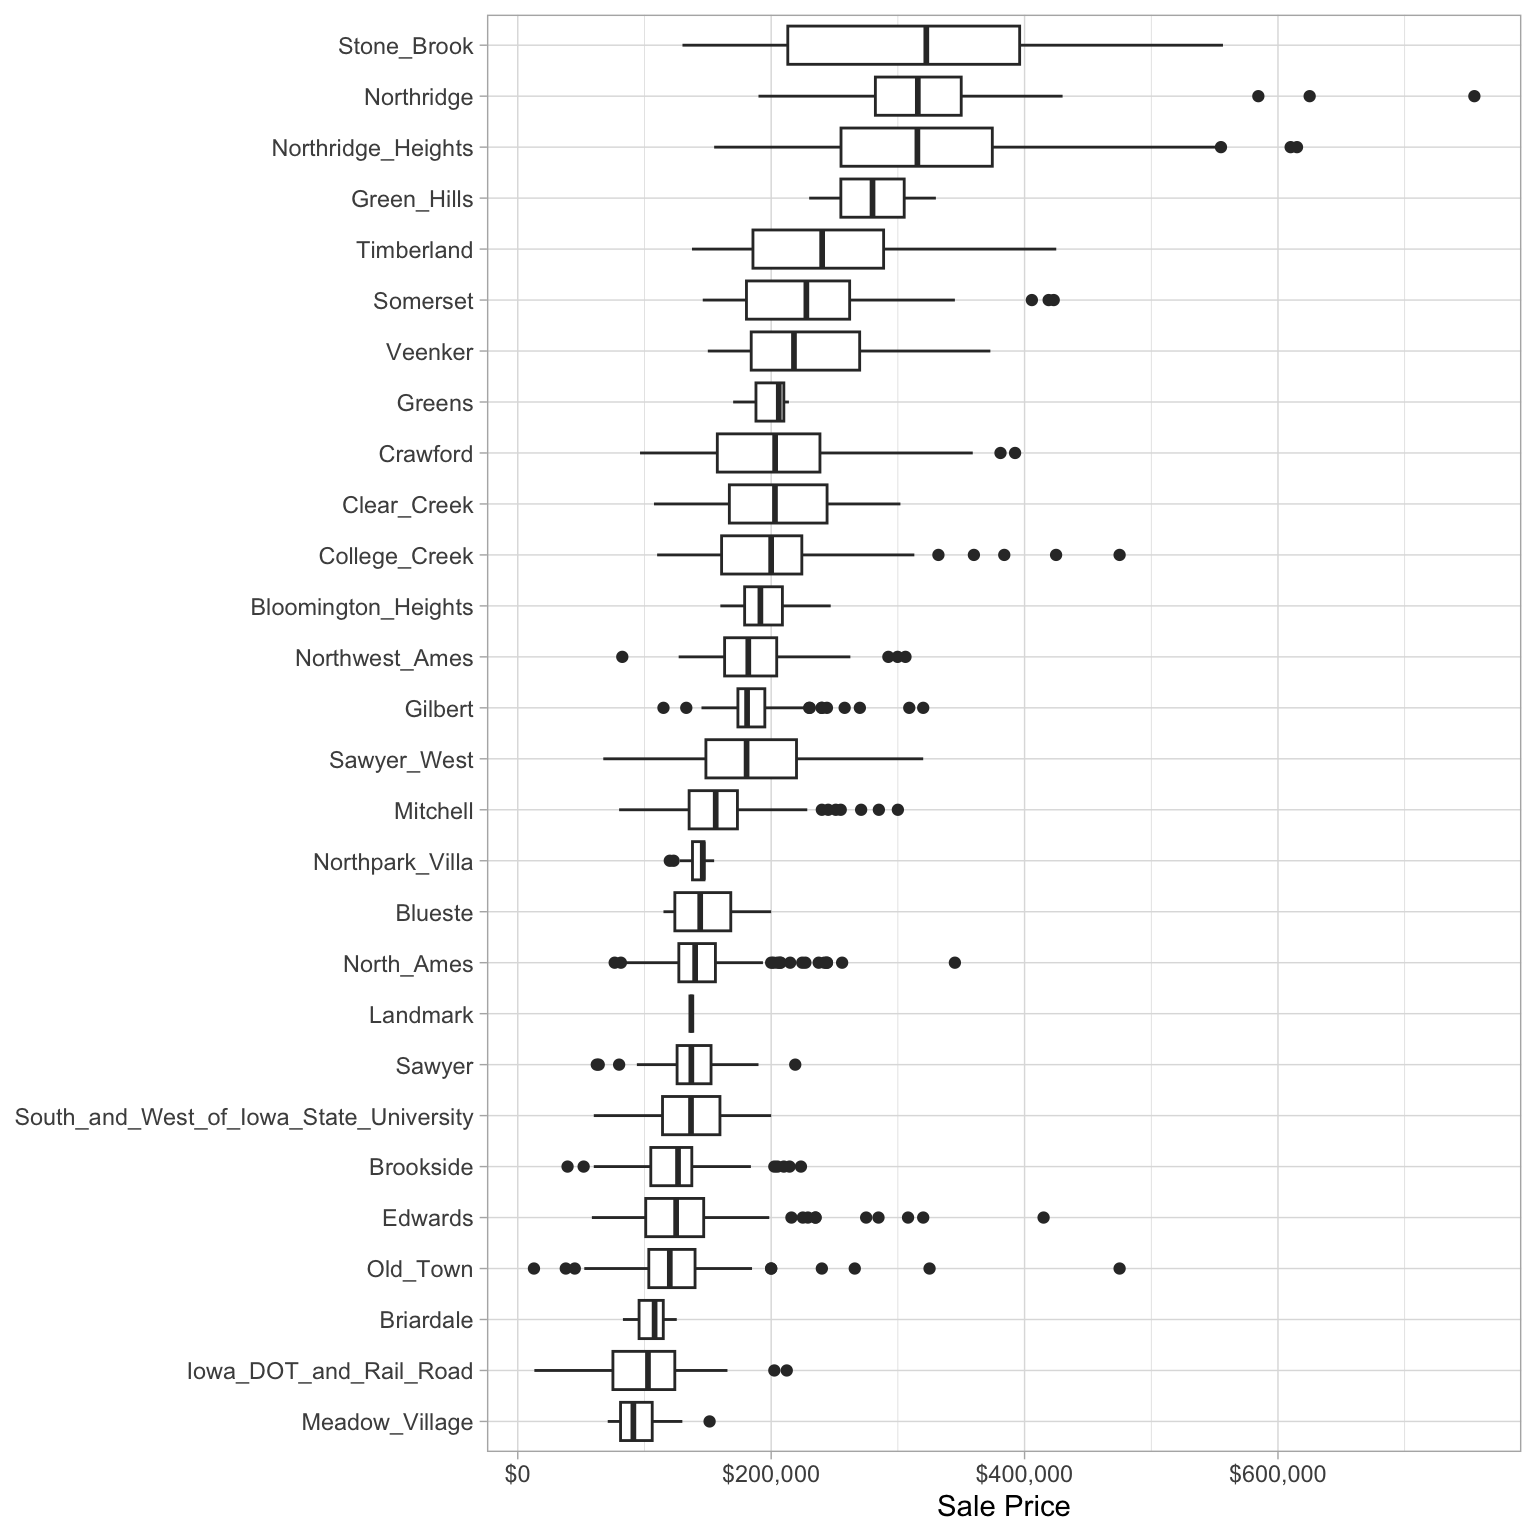 Stone_Brook
Northridge
Northridge_Heights
Green_Hills
Timberland
Somerset
Veenker
Greens
Crawford
Clear_Creek
College_Creek
Bloomington_Heights
Northwest_Ames
Gilbert
Sawyer_West
Mitchell
Northpark_Villa
Blueste
North_Ames
Landmark
Sawyer
South_and_West_of_Iowa_State_University
Brookside
Edwards
Old_Town
Briardale
Iowa_DOT_and_Rail_Road
Meadow_Village
$0 $200,000 $400,000 $600,000
Sale Price